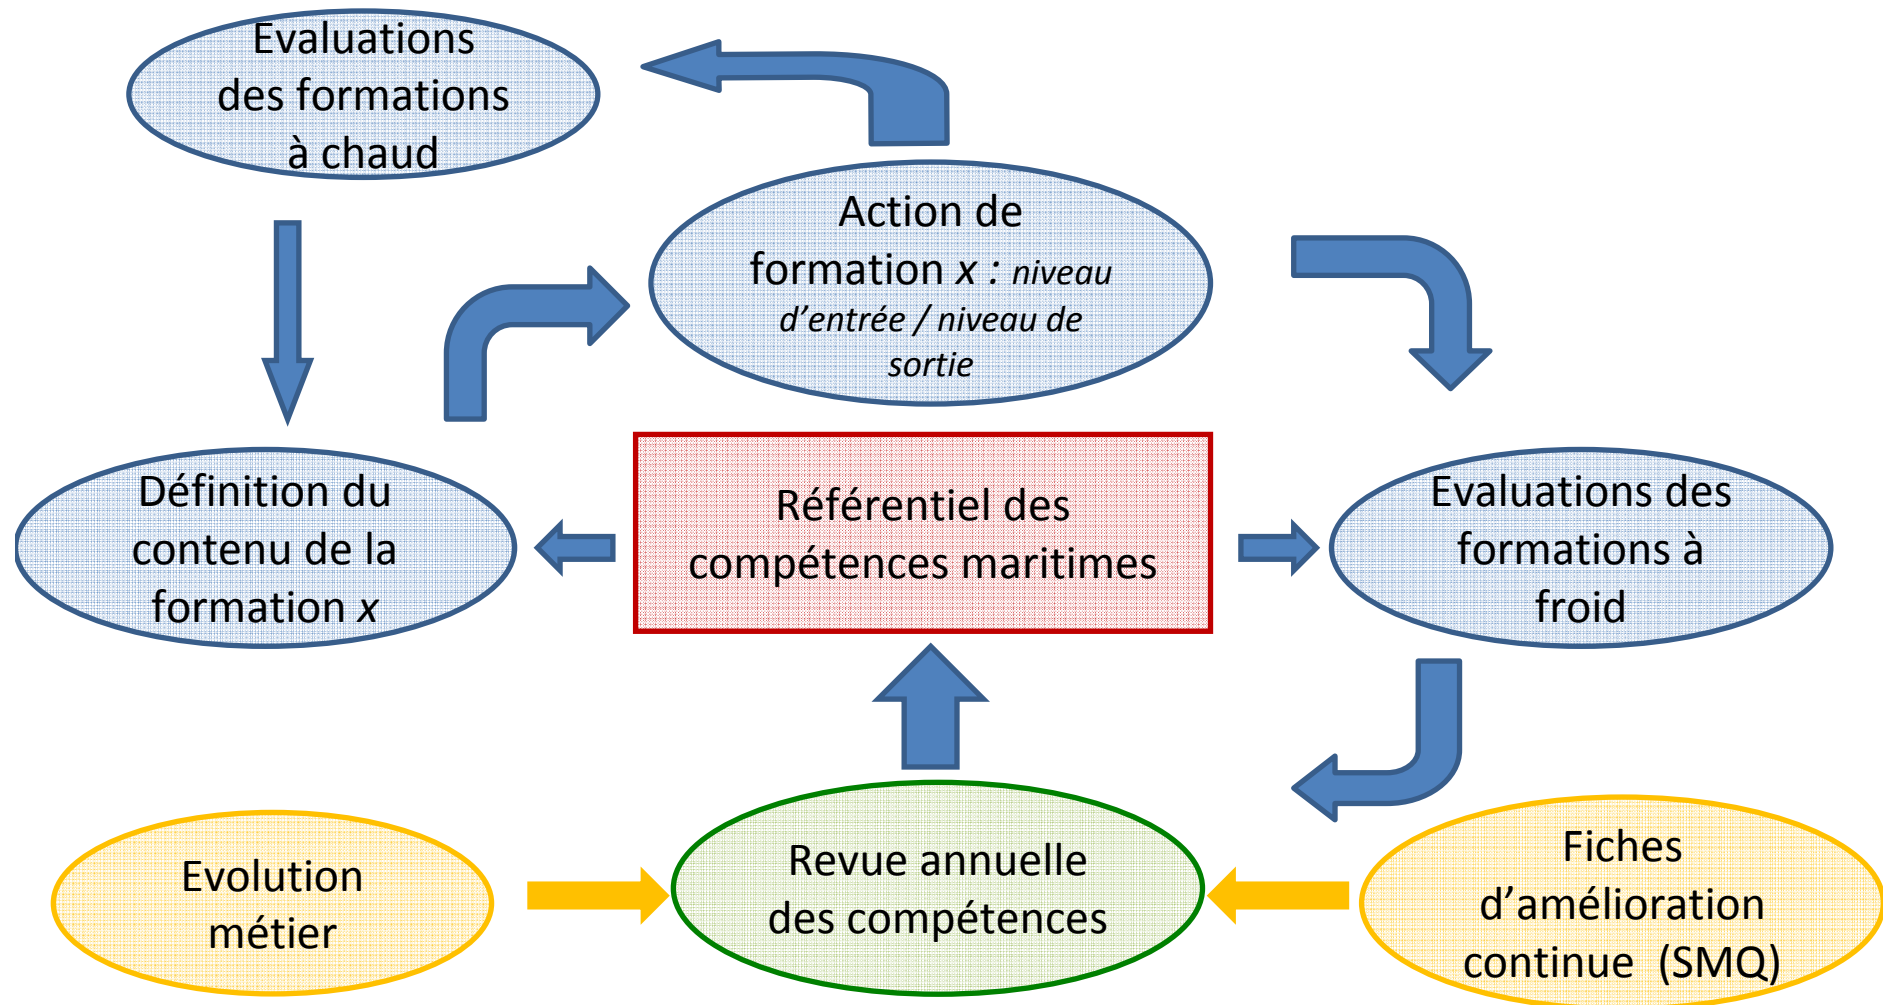 Evaluations
des formations
à chaud
Action de
formation x : niveau
d’entrée / niveau de
sortie
Définition du
contenu de la
formation x
Référentiel des
compétences maritimes
Evaluations des
formations à
froid
Evolution
métier
Revue annuelle
des compétences
Fiches
d’amélioration
continue  (SMQ)